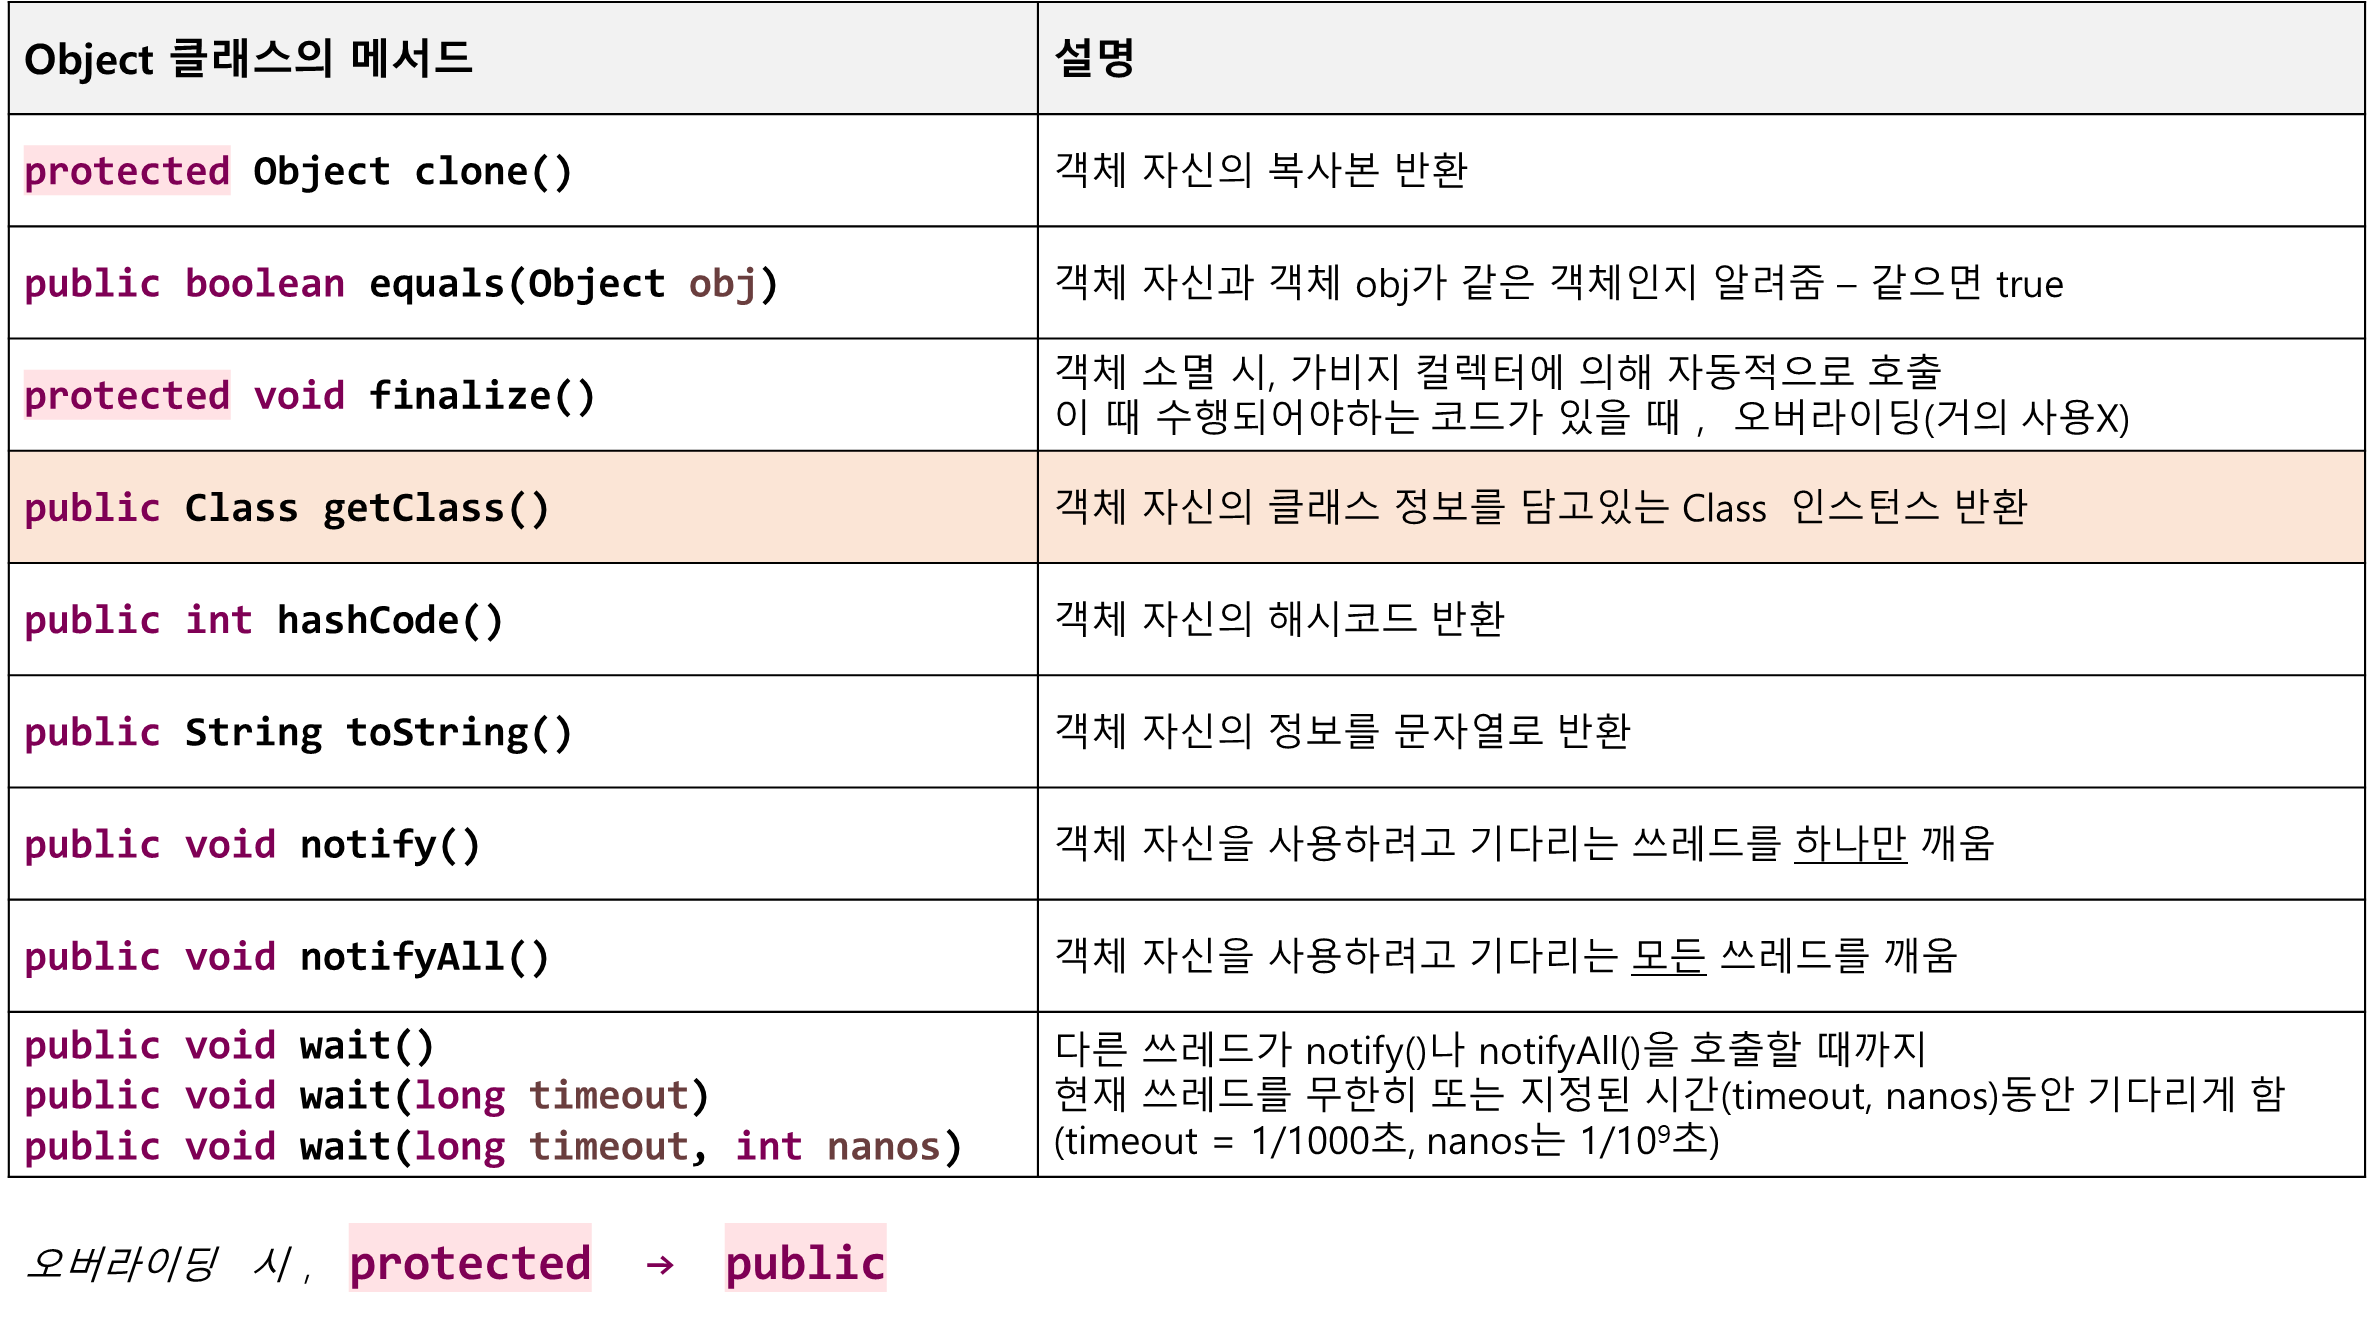 Object 클래스의 메서드
설명
protected Object clone()
객체 자신의 복사본 반환
public boolean equals(Object obj)
객체 자신과 객체 obj가 같은 객체인지 알려줌 – 같으면 true
protected void finalize()
객체 소멸 시, 가비지 컬렉터에 의해 자동적으로 호출
이 때 수행되어야하는 코드가 있을 때 , 오버라이딩(거의 사용X)
public Class getClass()
객체 자신의 클래스 정보를 담고있는 Class 인스턴스 반환
public int hashCode()
객체 자신의 해시코드 반환
public String toString()
객체 자신의 정보를 문자열로 반환
public void notify()
객체 자신을 사용하려고 기다리는 쓰레드를 하나만 깨움
public void notifyAll()
객체 자신을 사용하려고 기다리는 모든 쓰레드를 깨움
public void wait()
public void wait(long timeout)
public void wait(long timeout, int nanos)
다른 쓰레드가 notify()나 notifyAll()을 호출할 때까지
현재 쓰레드를 무한히 또는 지정된 시간(timeout, nanos)동안 기다리게 함
(timeout = 1/1000초, nanos는 1/10⁹초)
오버라이딩 시 , protected → public